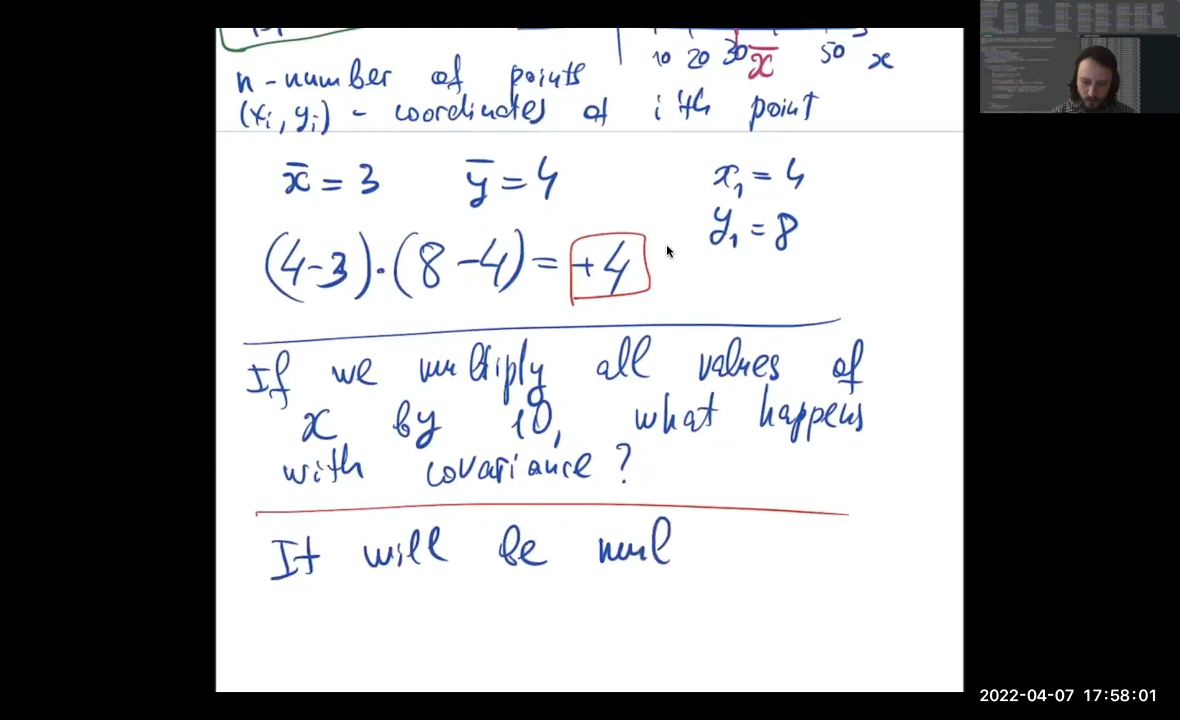 10 20 30 x̄ 50 x
n - number of points
(xi, yi) - coordinates of i'th point
x̄ = 3 ȳ = 4 x₁ = 4
y₁ = 8
(4-3)·(8-4) = +4
If we multiply all values of
x by 10, what happens
with covariance?
It will be mul
2022-04-07 17:58:01